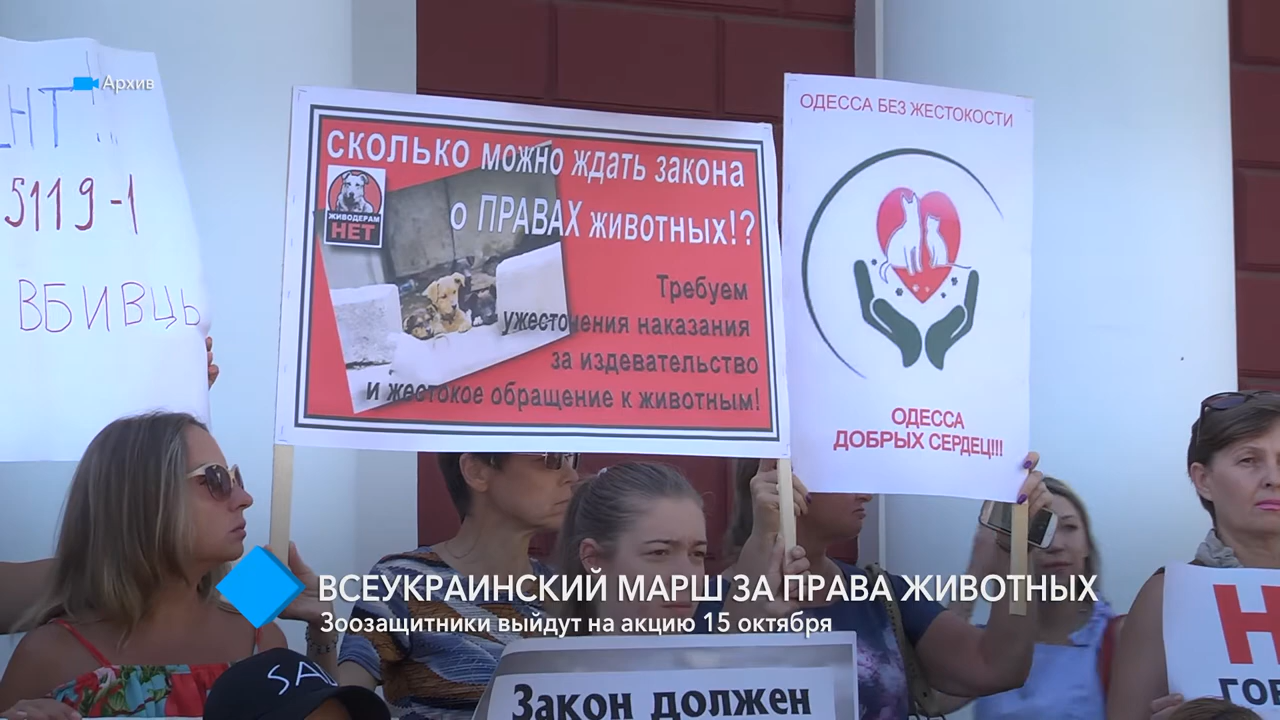 Архив
НТ!
5119-1
ВБИВЦЬ
СКОЛЬКО МОЖНО ЖДАТЬ ЗАКОНА
О ПРАВАХ ЖИВОТНЫХ!?
ЖИВОДЕРАМ
НЕТ
Требуем
ужесточения наказания
за издевательство
и жестокое обращение к животным!
ОДЕССА БЕЗ ЖЕСТОКОСТИ
ОДЕССА
ДОБРЫХ СЕРДЕЦ!!!
ВСЕУКРАИНСКИЙ МАРШ ЗА ПРАВА ЖИВОТНЫХ
Зоозащитники выйдут на акцию 15 октября
Закон должен